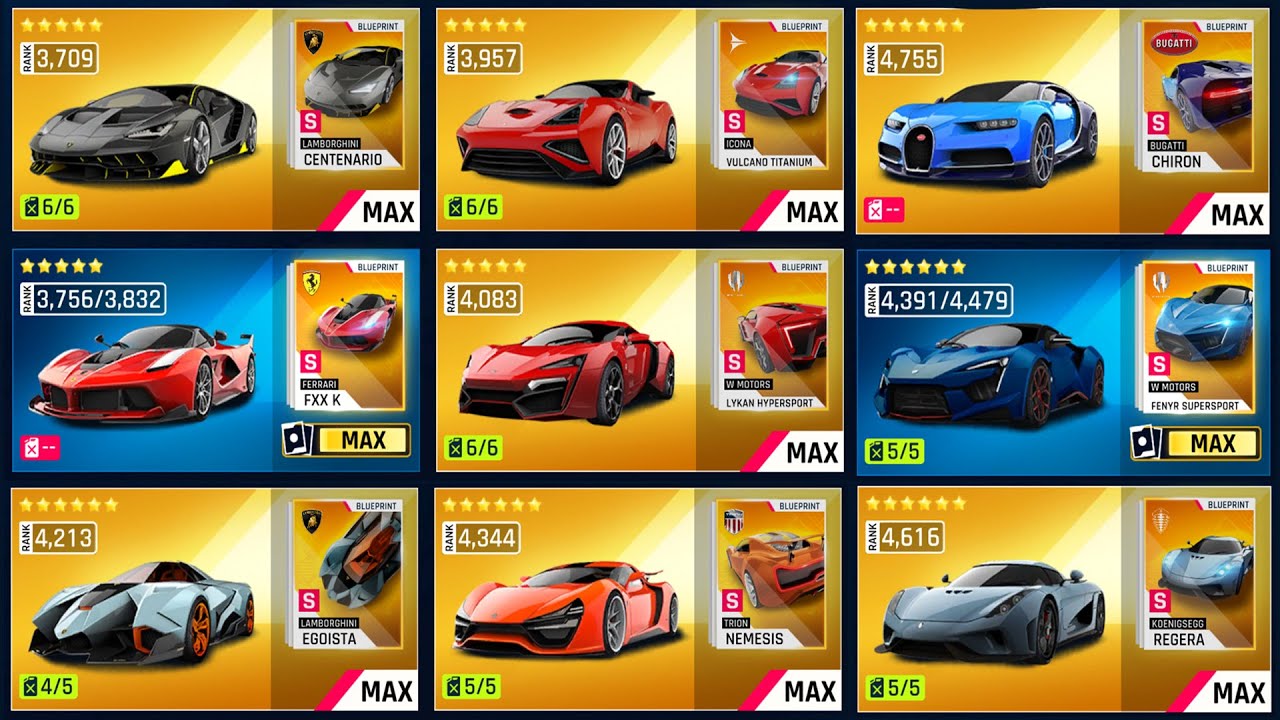 BLUEPRINT
RANK 3,709
S
LAMBORGHINI
CENTENARIO
6/6
MAX
BLUEPRINT
RANK 3,957
S
ICONA
VULCANO TITANIUM
6/6
MAX
BLUEPRINT
RANK 4,755
BUGATTI
S
BUGATTI
CHIRON
--
MAX
BLUEPRINT
RANK 3,756/3,832
S
FERRARI
FXX K
--
MAX
BLUEPRINT
RANK 4,083
S
W MOTORS
LYKAN HYPERSPORT
6/6
MAX
BLUEPRINT
RANK 4,391/4,479
S
W MOTORS
FENYR SUPERSPORT
5/5
MAX
BLUEPRINT
RANK 4,213
S
LAMBORGHINI
EGOISTA
4/5
MAX
BLUEPRINT
RANK 4,344
S
TRION
NEMESIS
5/5
MAX
BLUEPRINT
RANK 4,616
S
KOENIGSEGG
REGERA
5/5
MAX